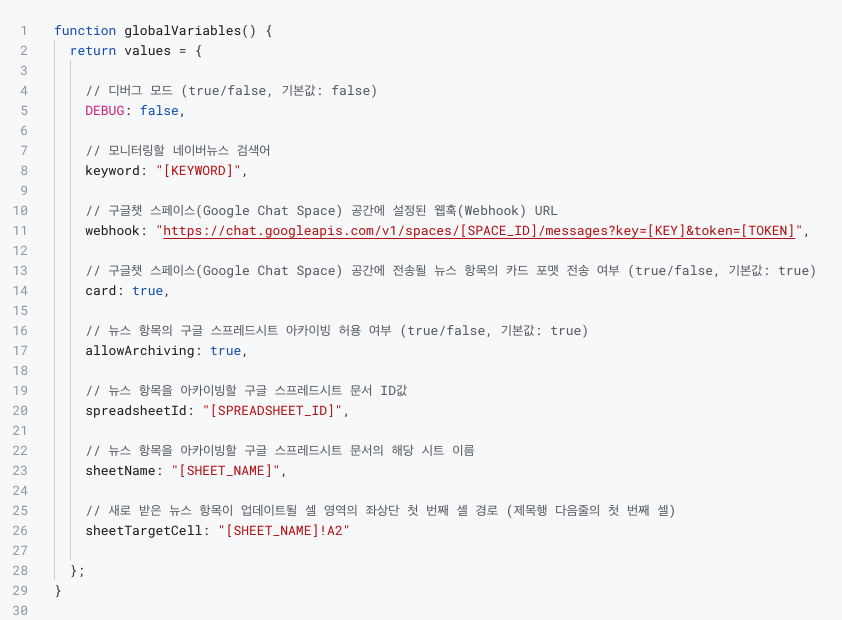 1 function globalVariables() {
2 return values = {
3
4 // 디버그 모드 (true/false, 기본값: false)
5 DEBUG: false,
6
7 // 모니터링할 네이버뉴스 검색어
8 keyword: "[KEYWORD]",
9
10 // 구글챗 스페이스(Google Chat Space) 공간에 설정된 웹훅(Webhook) URL
11 webhook: "https://chat.googleapis.com/v1/spaces/[SPACE_ID]/messages?key=[KEY]&token=[TOKEN]",
12
13 // 구글챗 스페이스(Google Chat Space) 공간에 전송될 뉴스 항목의 카드 포맷 전송 여부 (true/false, 기본값: true)
14 card: true,
15
16 // 뉴스 항목의 구글 스프레드시트 아카이빙 허용 여부 (true/false, 기본값: true)
17 allowArchiving: true,
18
19 // 뉴스 항목을 아카이빙할 구글 스프레드시트 문서 ID값
20 spreadsheetId: "[SPREADSHEET_ID]",
21
22 // 뉴스 항목을 아카이빙할 구글 스프레드시트 문서의 해당 시트 이름
23 sheetName: "[SHEET_NAME]",
24
25 // 새로 받은 뉴스 항목이 업데이트될 셀 영역의 좌상단 첫 번째 셀 경로 (제목행 다음줄의 첫 번째 셀)
26 sheetTargetCell: "[SHEET_NAME]!A2"
27
28 };
29 }
30